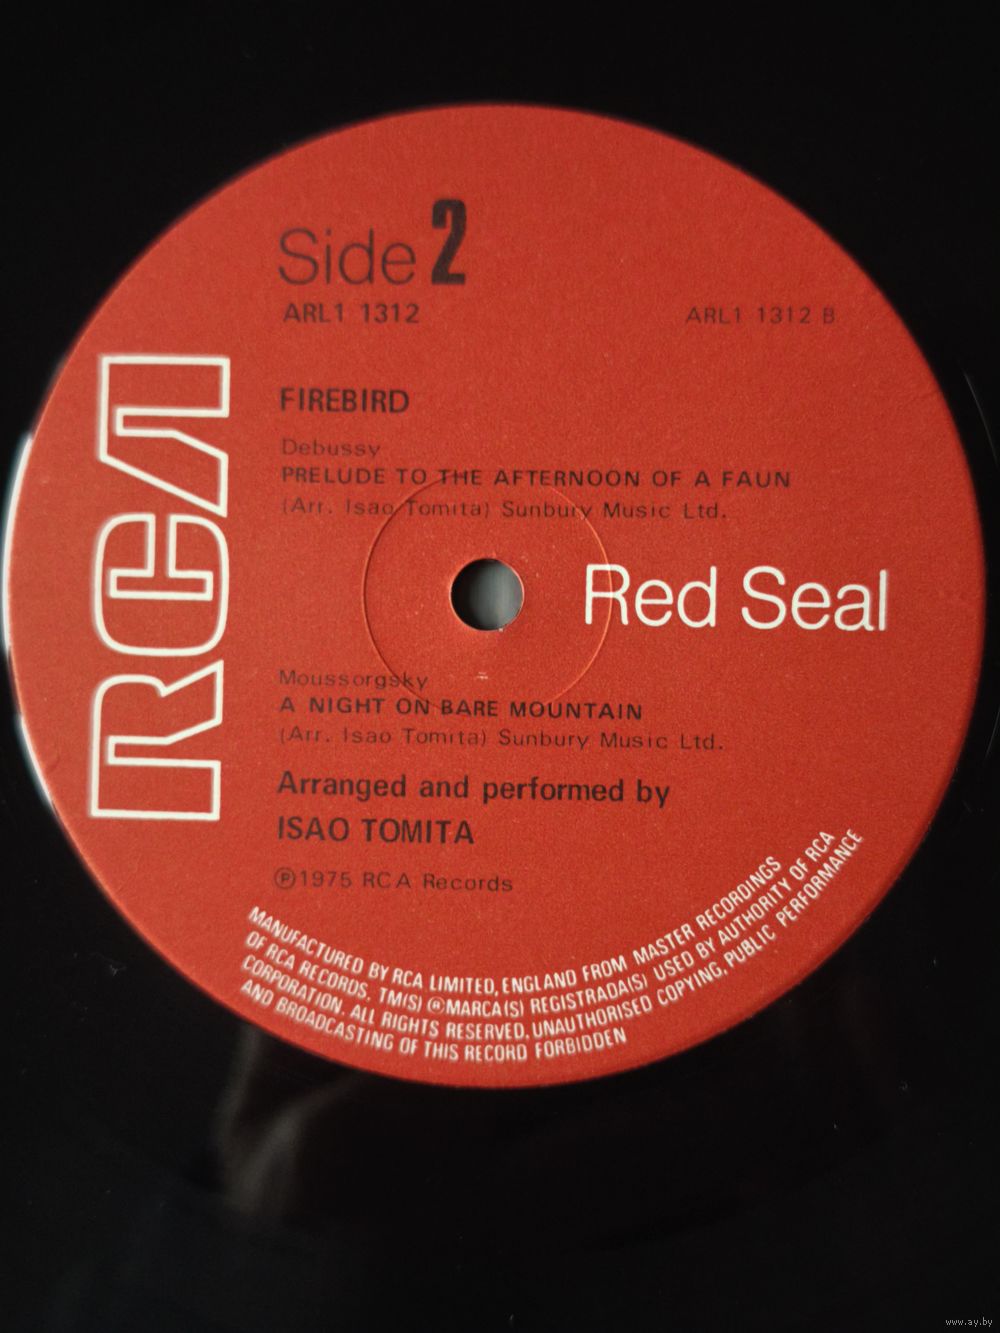 Side 2
ARL1 1312
ARL1 1312 B
RCA
FIREBIRD
Debussy
PRELUDE TO THE AFTERNOON OF A FAUN
(Arr. Isao Tomita) Sunbury Music Ltd.
Red Seal
Moussorgsky
A NIGHT ON BARE MOUNTAIN
(Arr. Isao Tomita) Sunbury Music Ltd.
Arranged and performed by
ISAO TOMITA
℗1975 RCA Records
MANUFACTURED BY RCA LIMITED, ENGLAND FROM MASTER RECORDINGS
OF RCA RECORDS. TM(S) ®MARCA(S) REGISTRADA(S) USED BY AUTHORITY OF RCA
CORPORATION. ALL RIGHTS RESERVED. UNAUTHORISED COPYING, PUBLIC PERFORMANCE
AND BROADCASTING OF THIS RECORD FORBIDDEN
www.ay.by